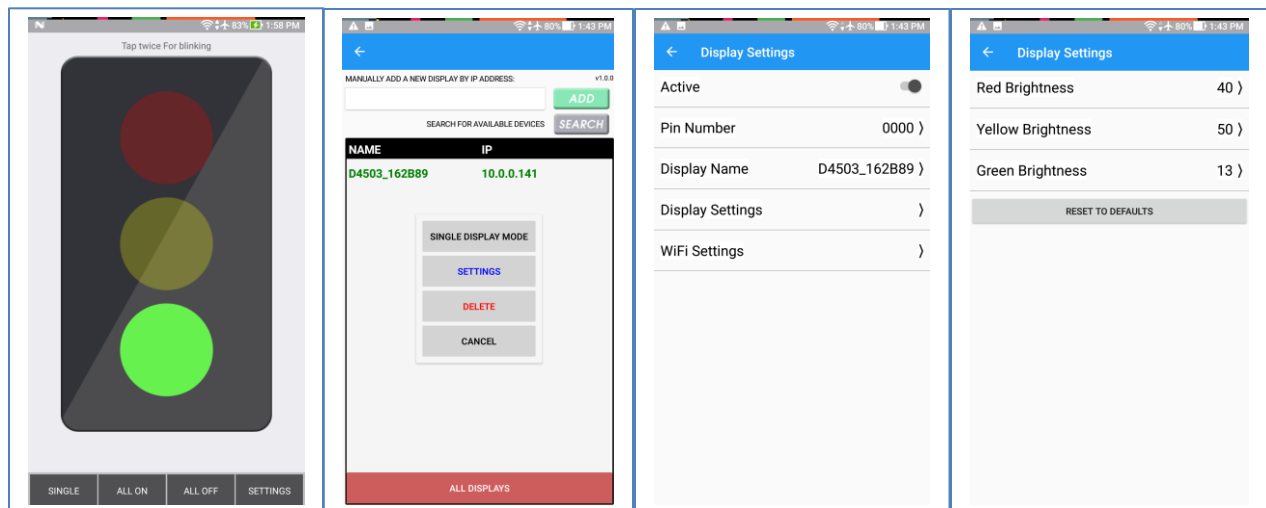 83% 1:58 PM
Tap twice For blinking
SINGLE ALL ON ALL OFF SETTINGS
80% 1:43 PM
MANUALLY ADD A NEW DISPLAY BY IP ADDRESS: v1.0.0
ADD
SEARCH FOR AVAILABLE DEVICES SEARCH
NAME IP
D4503_162B89 10.0.0.141
SINGLE DISPLAY MODE
SETTINGS
DELETE
CANCEL
ALL DISPLAYS
80% 1:43 PM
Display Settings
Active
Pin Number 0000 ⟩
Display Name D4503_162B89 ⟩
Display Settings ⟩
WiFi Settings ⟩
80% 1:43 PM
Display Settings
Red Brightness 40 ⟩
Yellow Brightness 50 ⟩
Green Brightness 13 ⟩
RESET TO DEFAULTS